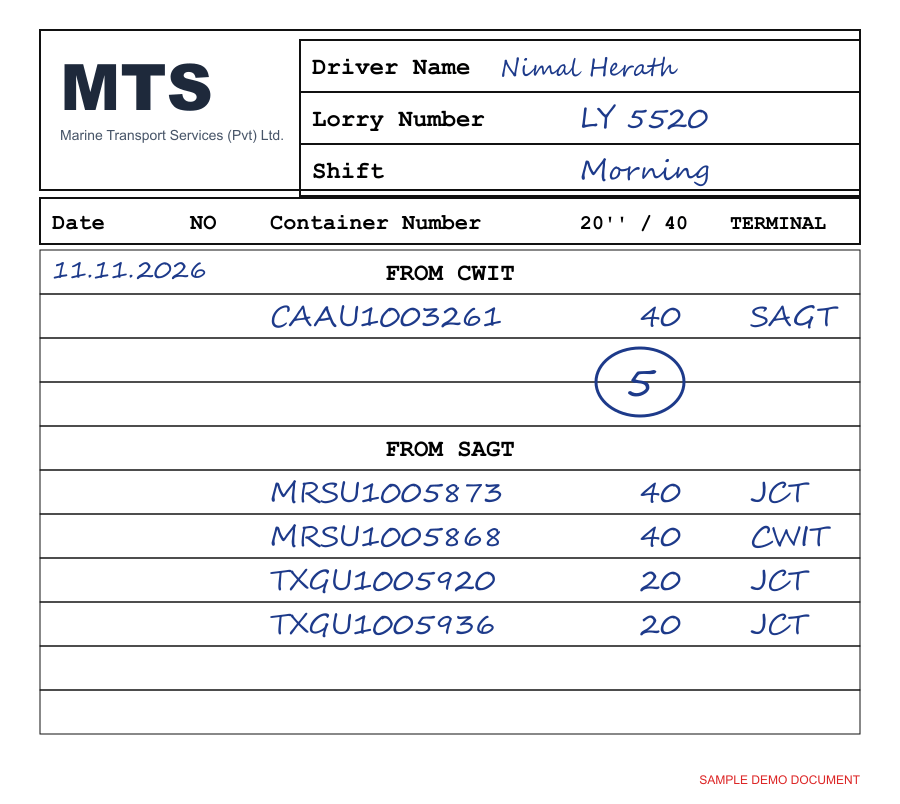 MTS
Marine Transport Services (Pvt) Ltd.
Driver Name Nimal Herath
Lorry Number LY 5520
Shift Morning
Date NO Container Number 20'' / 40 TERMINAL
11.11.2026 FROM CWIT
CAAU1003261 40 SAGT
5
FROM SAGT
MRSU1005873 40 JCT
MRSU1005868 40 CWIT
TXGU1005920 20 JCT
TXGU1005936 20 JCT
SAMPLE DEMO DOCUMENT